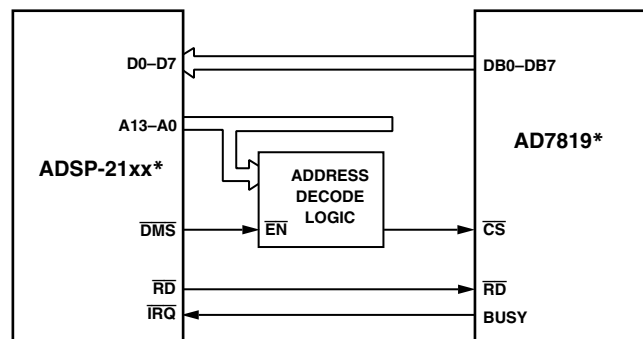 D0–D7
DB0–DB7
A13–A0
ADSP-21xx*
AD7819*
ADDRESS
DECODE
LOGIC
DMS
EN
CS
RD
RD
IRQ
BUSY